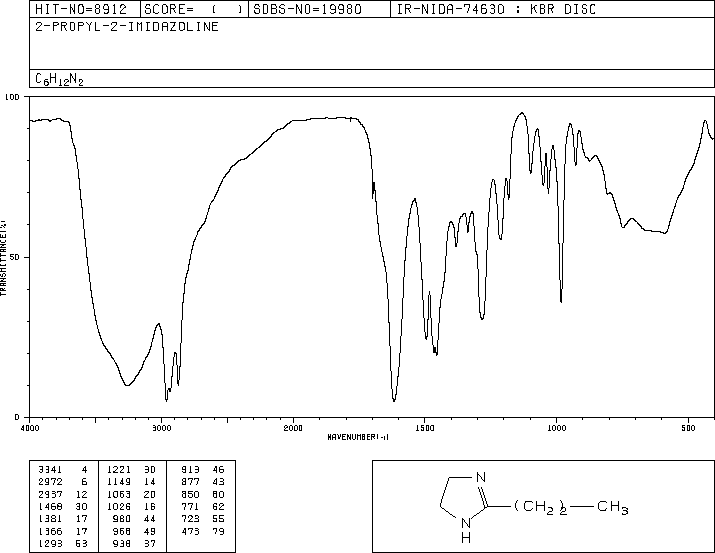 HIT-NO=8912 SCORE= ( ) SDBS-NO=19980 IR-NIDA-74630 : KBR DISC
2-PROPYL-2-IMIDAZOLINE
C6H12N2
100
TRANSMITTANCE(%)
50
0
4000 3000 2000 1500 1000 500
WAVENUMBER(-1)
3341 4 1221 30 913 46
2972 6 1149 14 877 43
2937 12 1063 20 850 80
1468 30 1026 16 771 62
1381 17 980 44 723 55
1366 17 968 49 473 79
1293 63 938 37
N
(CH2)2 CH3
N
H